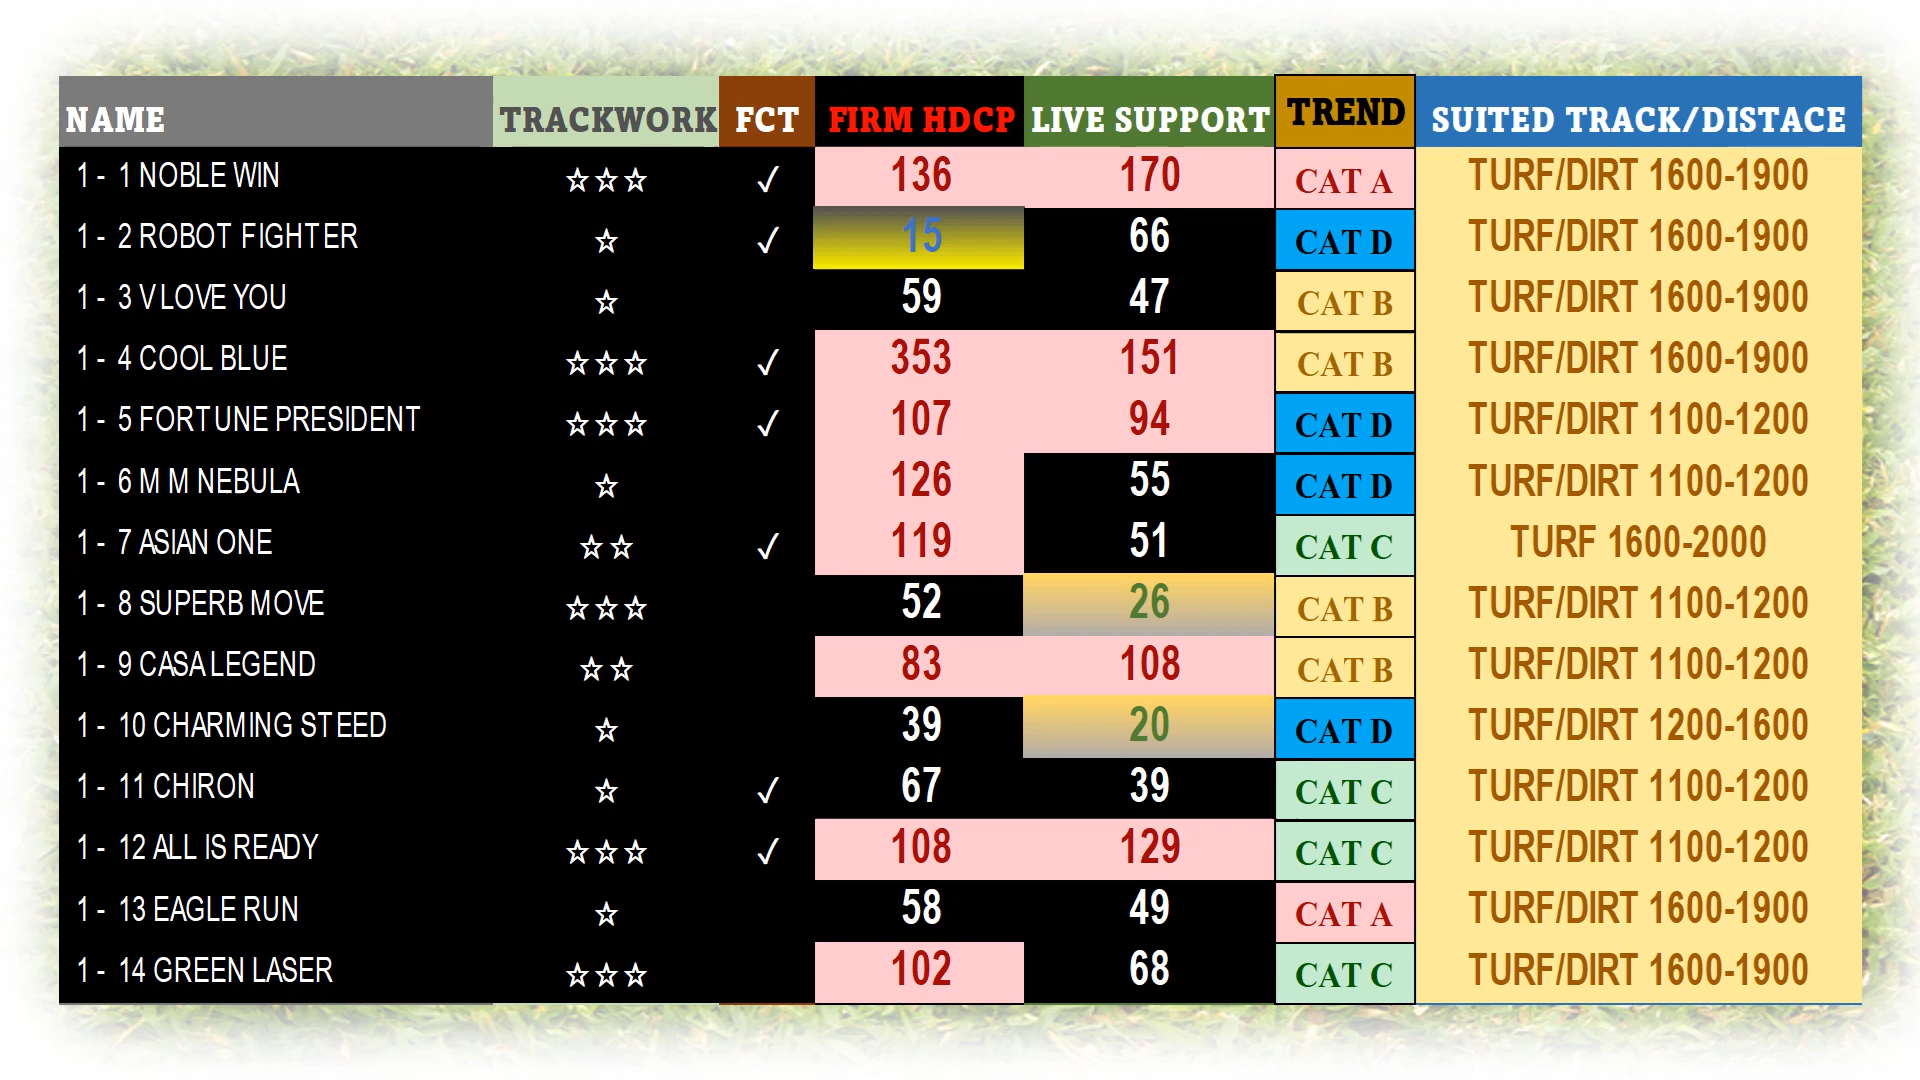 NAME TRACKWORK FCT FIRM HDCP LIVE SUPPORT TREND SUITED TRACK/DISTACE
1 - 1 NOBLE WIN ☆☆☆ ✓ 136 170 CAT A TURF/DIRT 1600-1900
1 - 2 ROBOT FIGHTER ☆ ✓ 15 66 CAT D TURF/DIRT 1600-1900
1 - 3 V LOVE YOU ☆ 59 47 CAT B TURF/DIRT 1600-1900
1 - 4 COOL BLUE ☆☆☆ ✓ 353 151 CAT B TURF/DIRT 1600-1900
1 - 5 FORTUNE PRESIDENT ☆☆☆ ✓ 107 94 CAT D TURF/DIRT 1100-1200
1 - 6 M M NEBULA ☆ 126 55 CAT D TURF/DIRT 1100-1200
1 - 7 ASIAN ONE ☆☆ ✓ 119 51 CAT C TURF 1600-2000
1 - 8 SUPERB MOVE ☆☆☆ 52 26 CAT B TURF/DIRT 1100-1200
1 - 9 CASA LEGEND ☆☆ 83 108 CAT B TURF/DIRT 1100-1200
1 - 10 CHARMING STEED ☆ 39 20 CAT D TURF/DIRT 1200-1600
1 - 11 CHIRON ☆ ✓ 67 39 CAT C TURF/DIRT 1100-1200
1 - 12 ALL IS READY ☆☆☆ ✓ 108 129 CAT C TURF/DIRT 1100-1200
1 - 13 EAGLE RUN ☆ 58 49 CAT A TURF/DIRT 1600-1900
1 - 14 GREEN LASER ☆☆☆ 102 68 CAT C TURF/DIRT 1600-1900